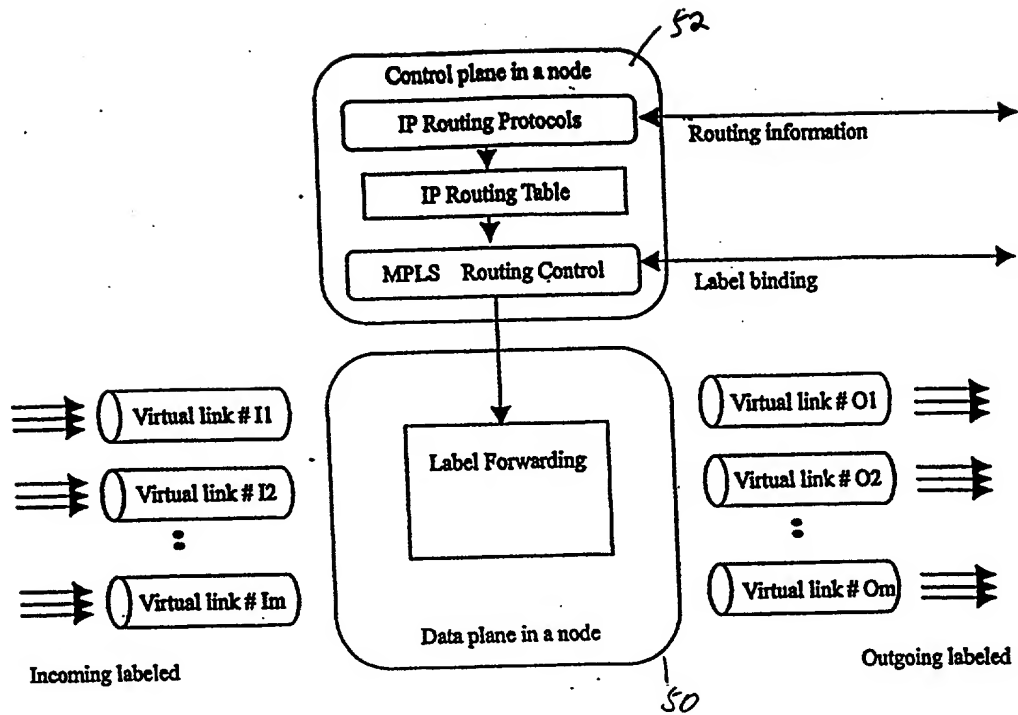 52
Control plane in a node
IP Routing Protocols
Routing information
IP Routing Table
MPLS Routing Control
Label binding
Virtual link # I1
Virtual link # O1
Label Forwarding
Virtual link # I2
Virtual link # O2
Virtual link # Im
Virtual link # Om
Data plane in a node
Incoming labeled
Outgoing labeled
50